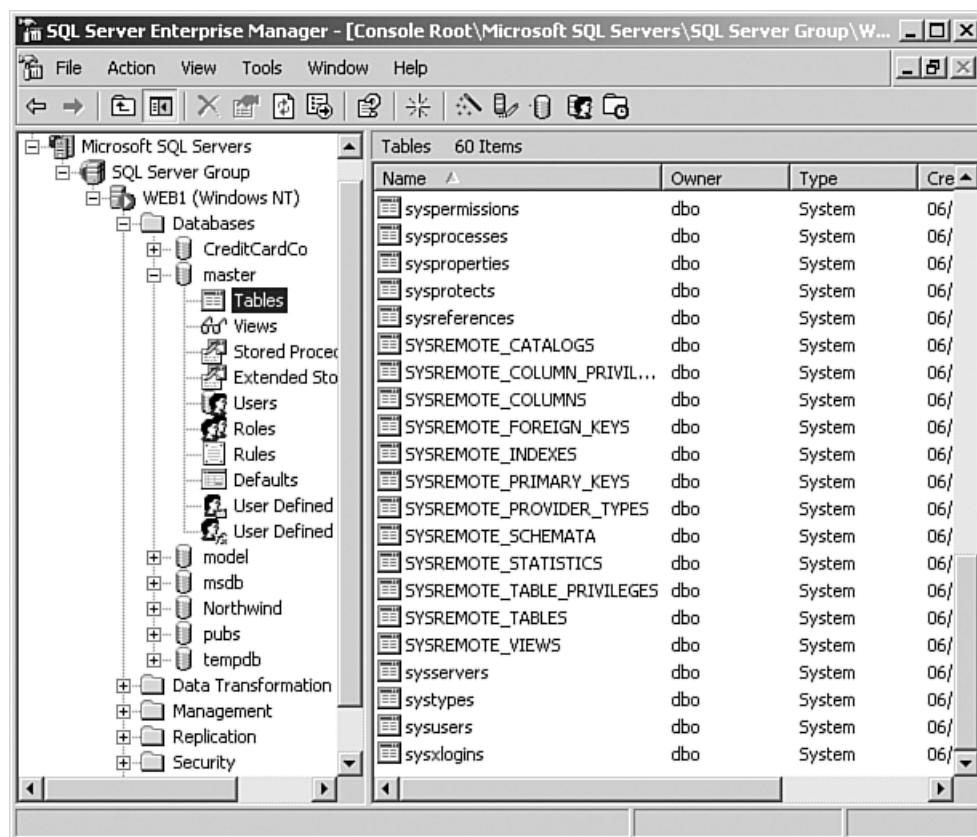 SQL Server Enterprise Manager - [Console Root\Microsoft SQL Servers\SQL Server Group\W...
File Action View Tools Window Help
Microsoft SQL Servers
SQL Server Group
WEB1 (Windows NT)
Databases
CreditCardCo
master
Tables
Views
Stored Proced
Extended Sto
Users
Roles
Rules
Defaults
User Defined
User Defined
model
msdb
Northwind
pubs
tempdb
Data Transformation
Management
Replication
Security
Tables 60 Items
Name Owner Type Cre
syspermissions dbo System 06/
sysprocesses dbo System 06/
sysproperties dbo System 06/
sysprotects dbo System 06/
sysreferences dbo System 06/
SYSREMOTE_CATALOGS dbo System 06/
SYSREMOTE_COLUMN_PRIVIL... dbo System 06/
SYSREMOTE_COLUMNS dbo System 06/
SYSREMOTE_FOREIGN_KEYS dbo System 06/
SYSREMOTE_INDEXES dbo System 06/
SYSREMOTE_PRIMARY_KEYS dbo System 06/
SYSREMOTE_PROVIDER_TYPES dbo System 06/
SYSREMOTE_SCHEMATA dbo System 06/
SYSREMOTE_STATISTICS dbo System 06/
SYSREMOTE_TABLE_PRIVILEGES dbo System 06/
SYSREMOTE_TABLES dbo System 06/
SYSREMOTE_VIEWS dbo System 06/
sysservers dbo System 06/
systypes dbo System 06/
sysusers dbo System 06/
sysxlogins dbo System 06/